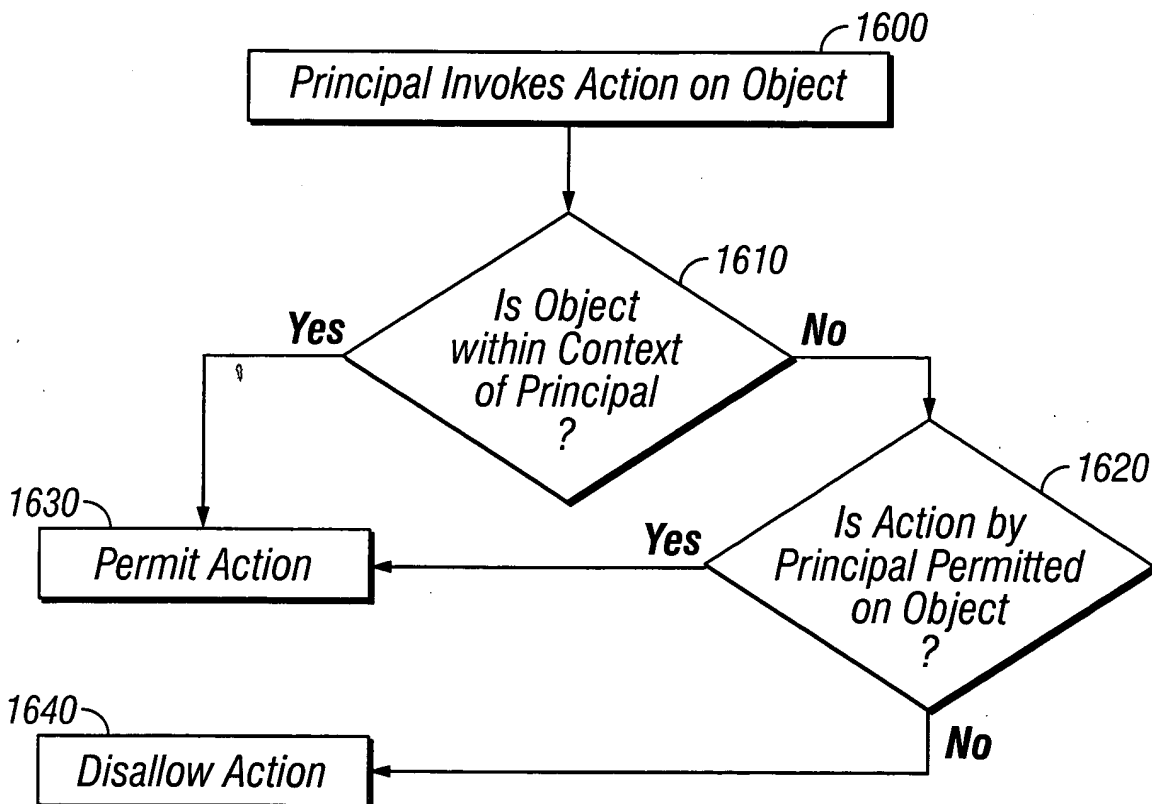 1600
Principal Invokes Action on Object
1610
Is Object
within Context
of Principal
?
Yes
No
1620
Is Action by
Principal Permitted
on Object
?
Yes
1630
Permit Action
No
1640
Disallow Action